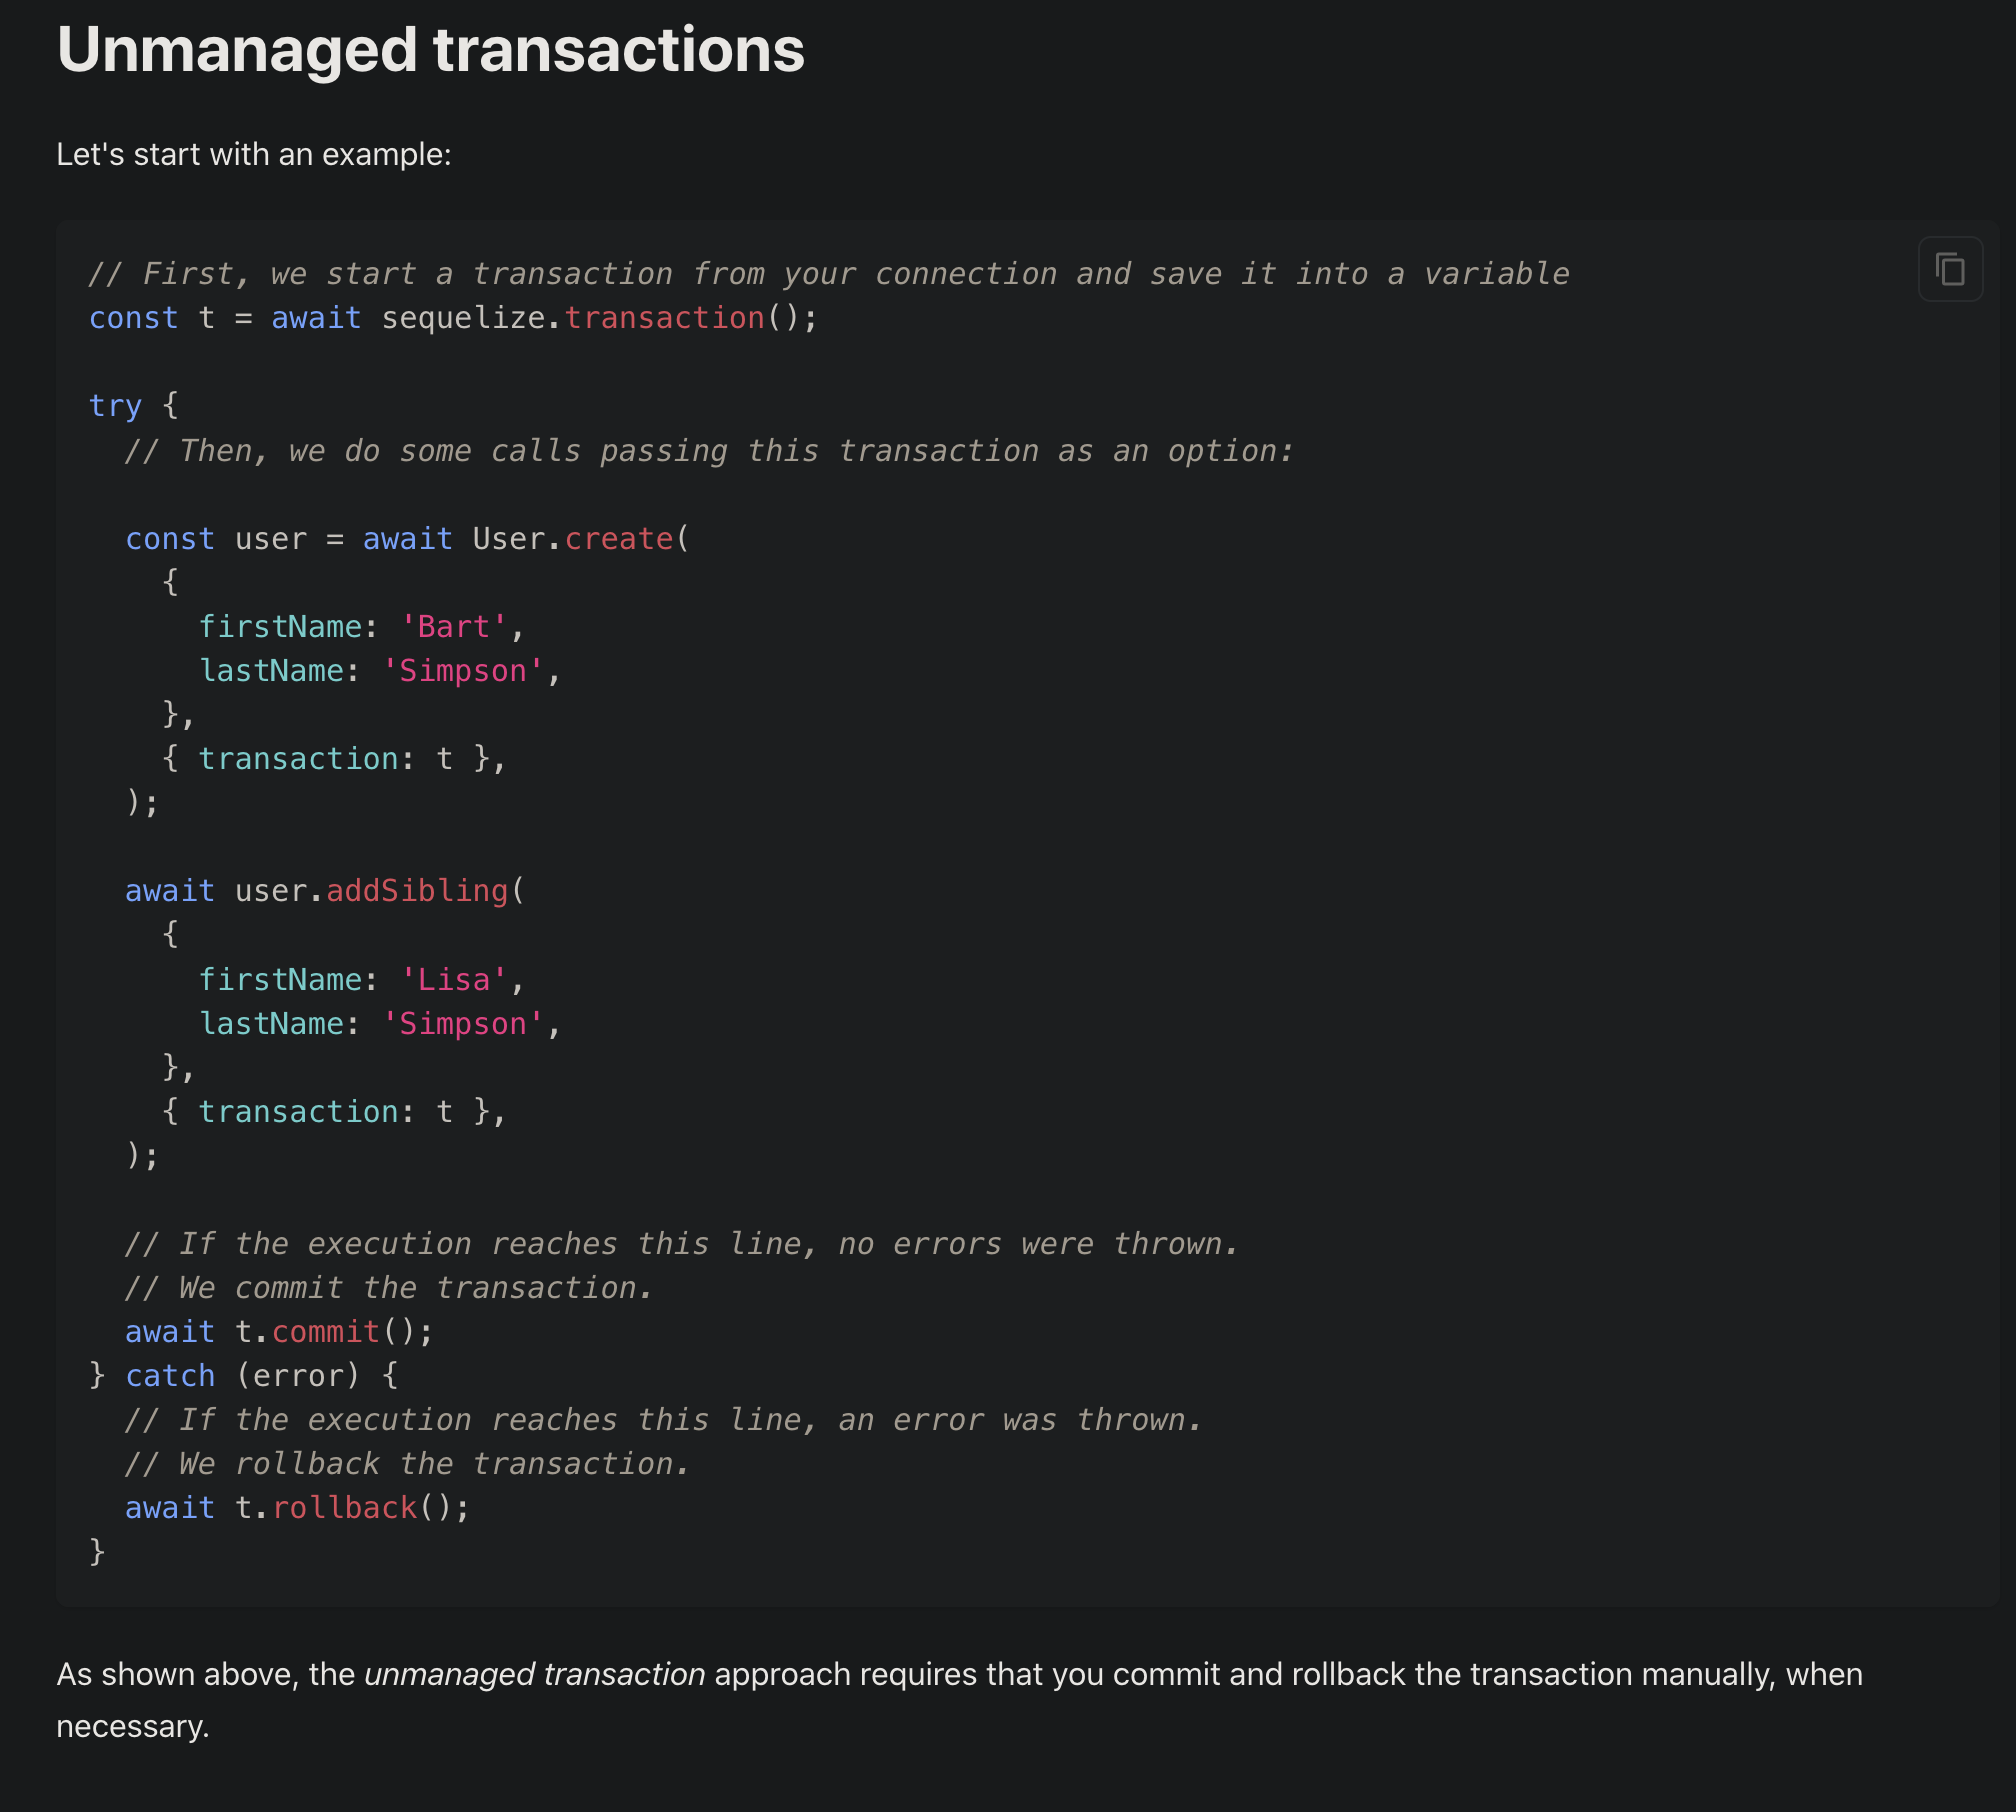 Unmanaged transactions
Let's start with an example:
// First, we start a transaction from your connection and save it into a variable
const t = await sequelize.transaction();
try {
  // Then, we do some calls passing this transaction as an option:
  const user = await User.create(
    {
      firstName: 'Bart',
      lastName: 'Simpson',
    },
    { transaction: t },
  );
  await user.addSibling(
    {
      firstName: 'Lisa',
      lastName: 'Simpson',
    },
    { transaction: t },
  );
  // If the execution reaches this line, no errors were thrown.
  // We commit the transaction.
  await t.commit();
} catch (error) {
  // If the execution reaches this line, an error was thrown.
  // We rollback the transaction.
  await t.rollback();
}
As shown above, the unmanaged transaction approach requires that you commit and rollback the transaction manually, when
necessary.